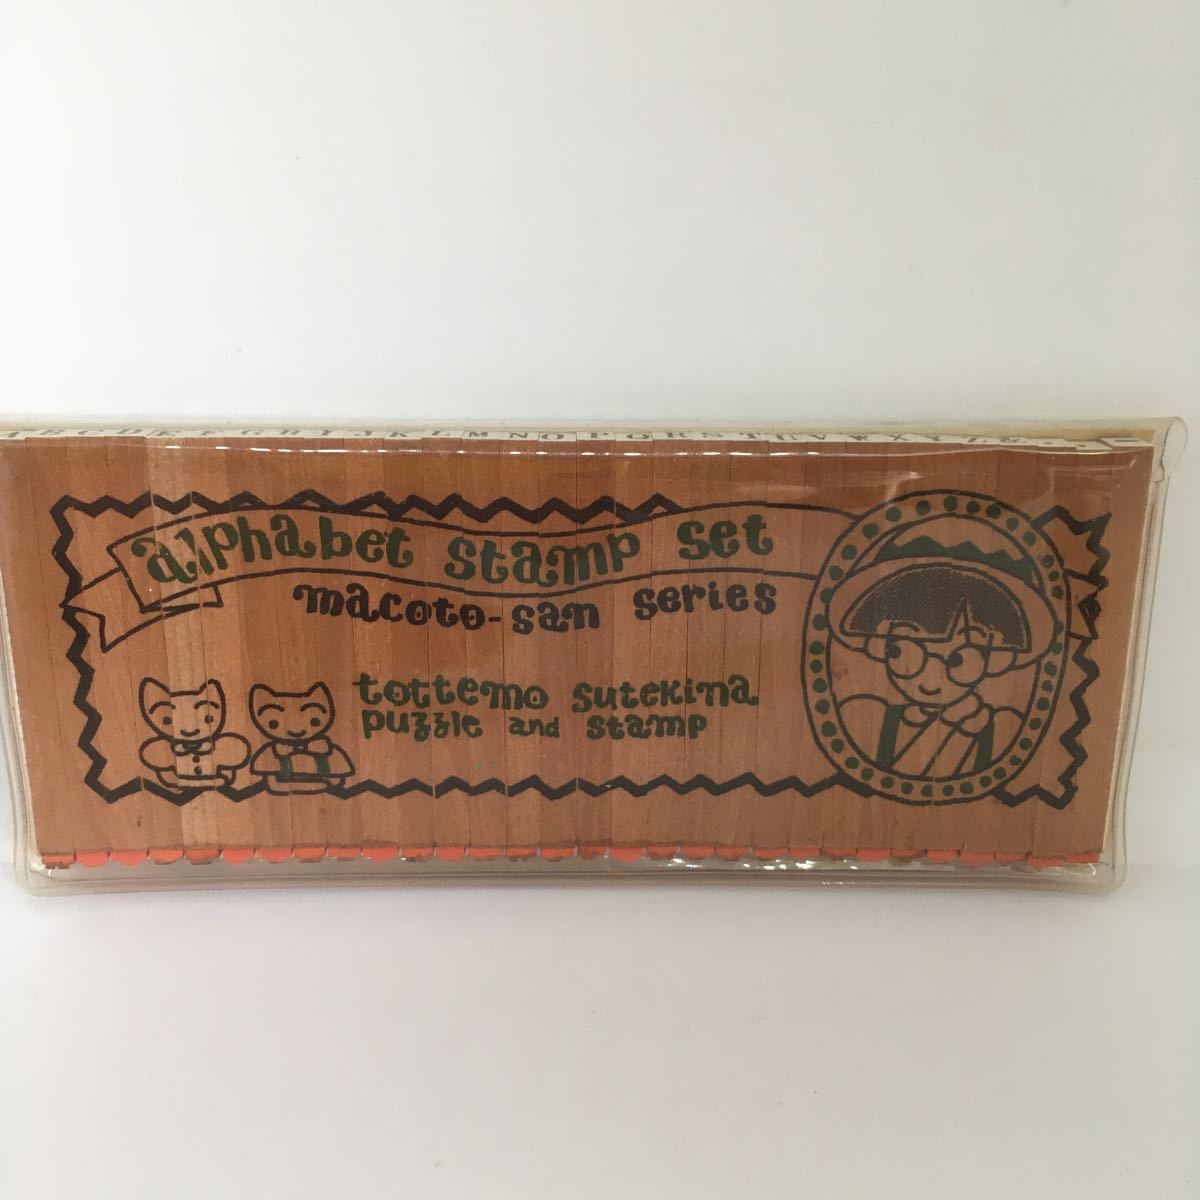 A B C D E F G H I J K L M N O P Q R S T U V W X Y Z & . . -
alphabet stamp set
macoto-san series
tottemo sutekina
puzzle and stamp